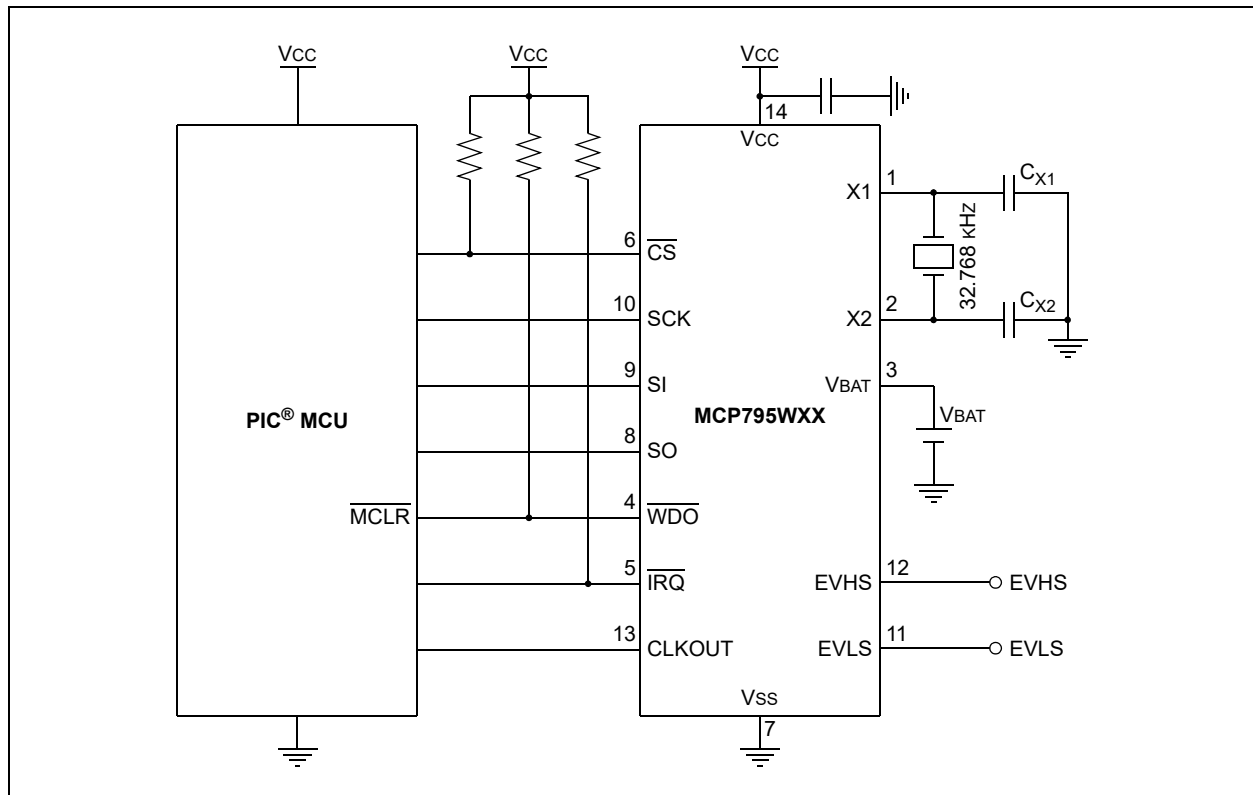 VCC
VCC
VCC
14
VCC
X1
1
CX1
32.768 KHZ
6
CS
10
SCK
X2
2
CX2
9
SI
VBAT
3
PIC® MCU
MCP795WXX
VBAT
8
SO
MCLR
4
WDO
5
IRQ
EVHS
12
EVHS
13
CLKOUT
EVLS
11
EVLS
VSS
7